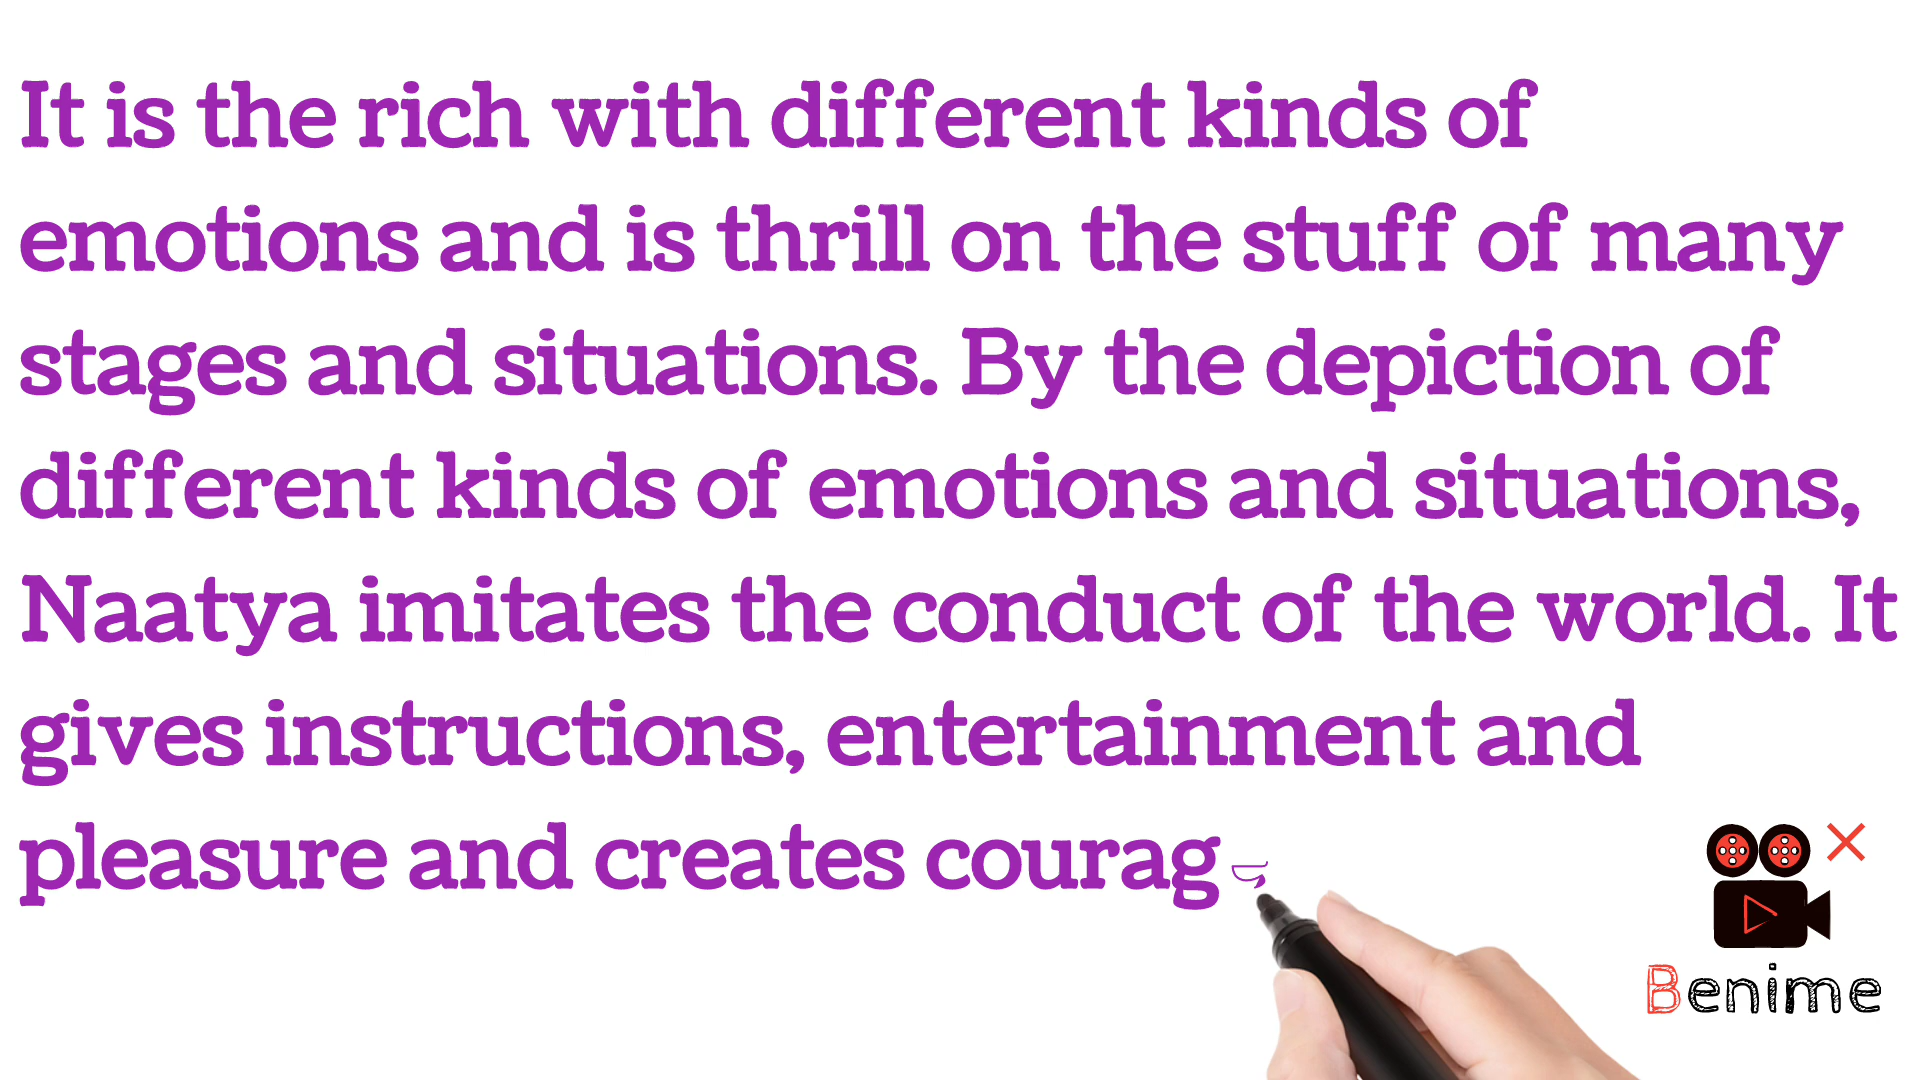 It is the rich with different kinds of
emotions and is thrill on the stuff of many
stages and situations. By the depiction of
different kinds of emotions and situations,
Naatya imitates the conduct of the world. It
gives instructions, entertainment and
pleasure and creates courag
Benime